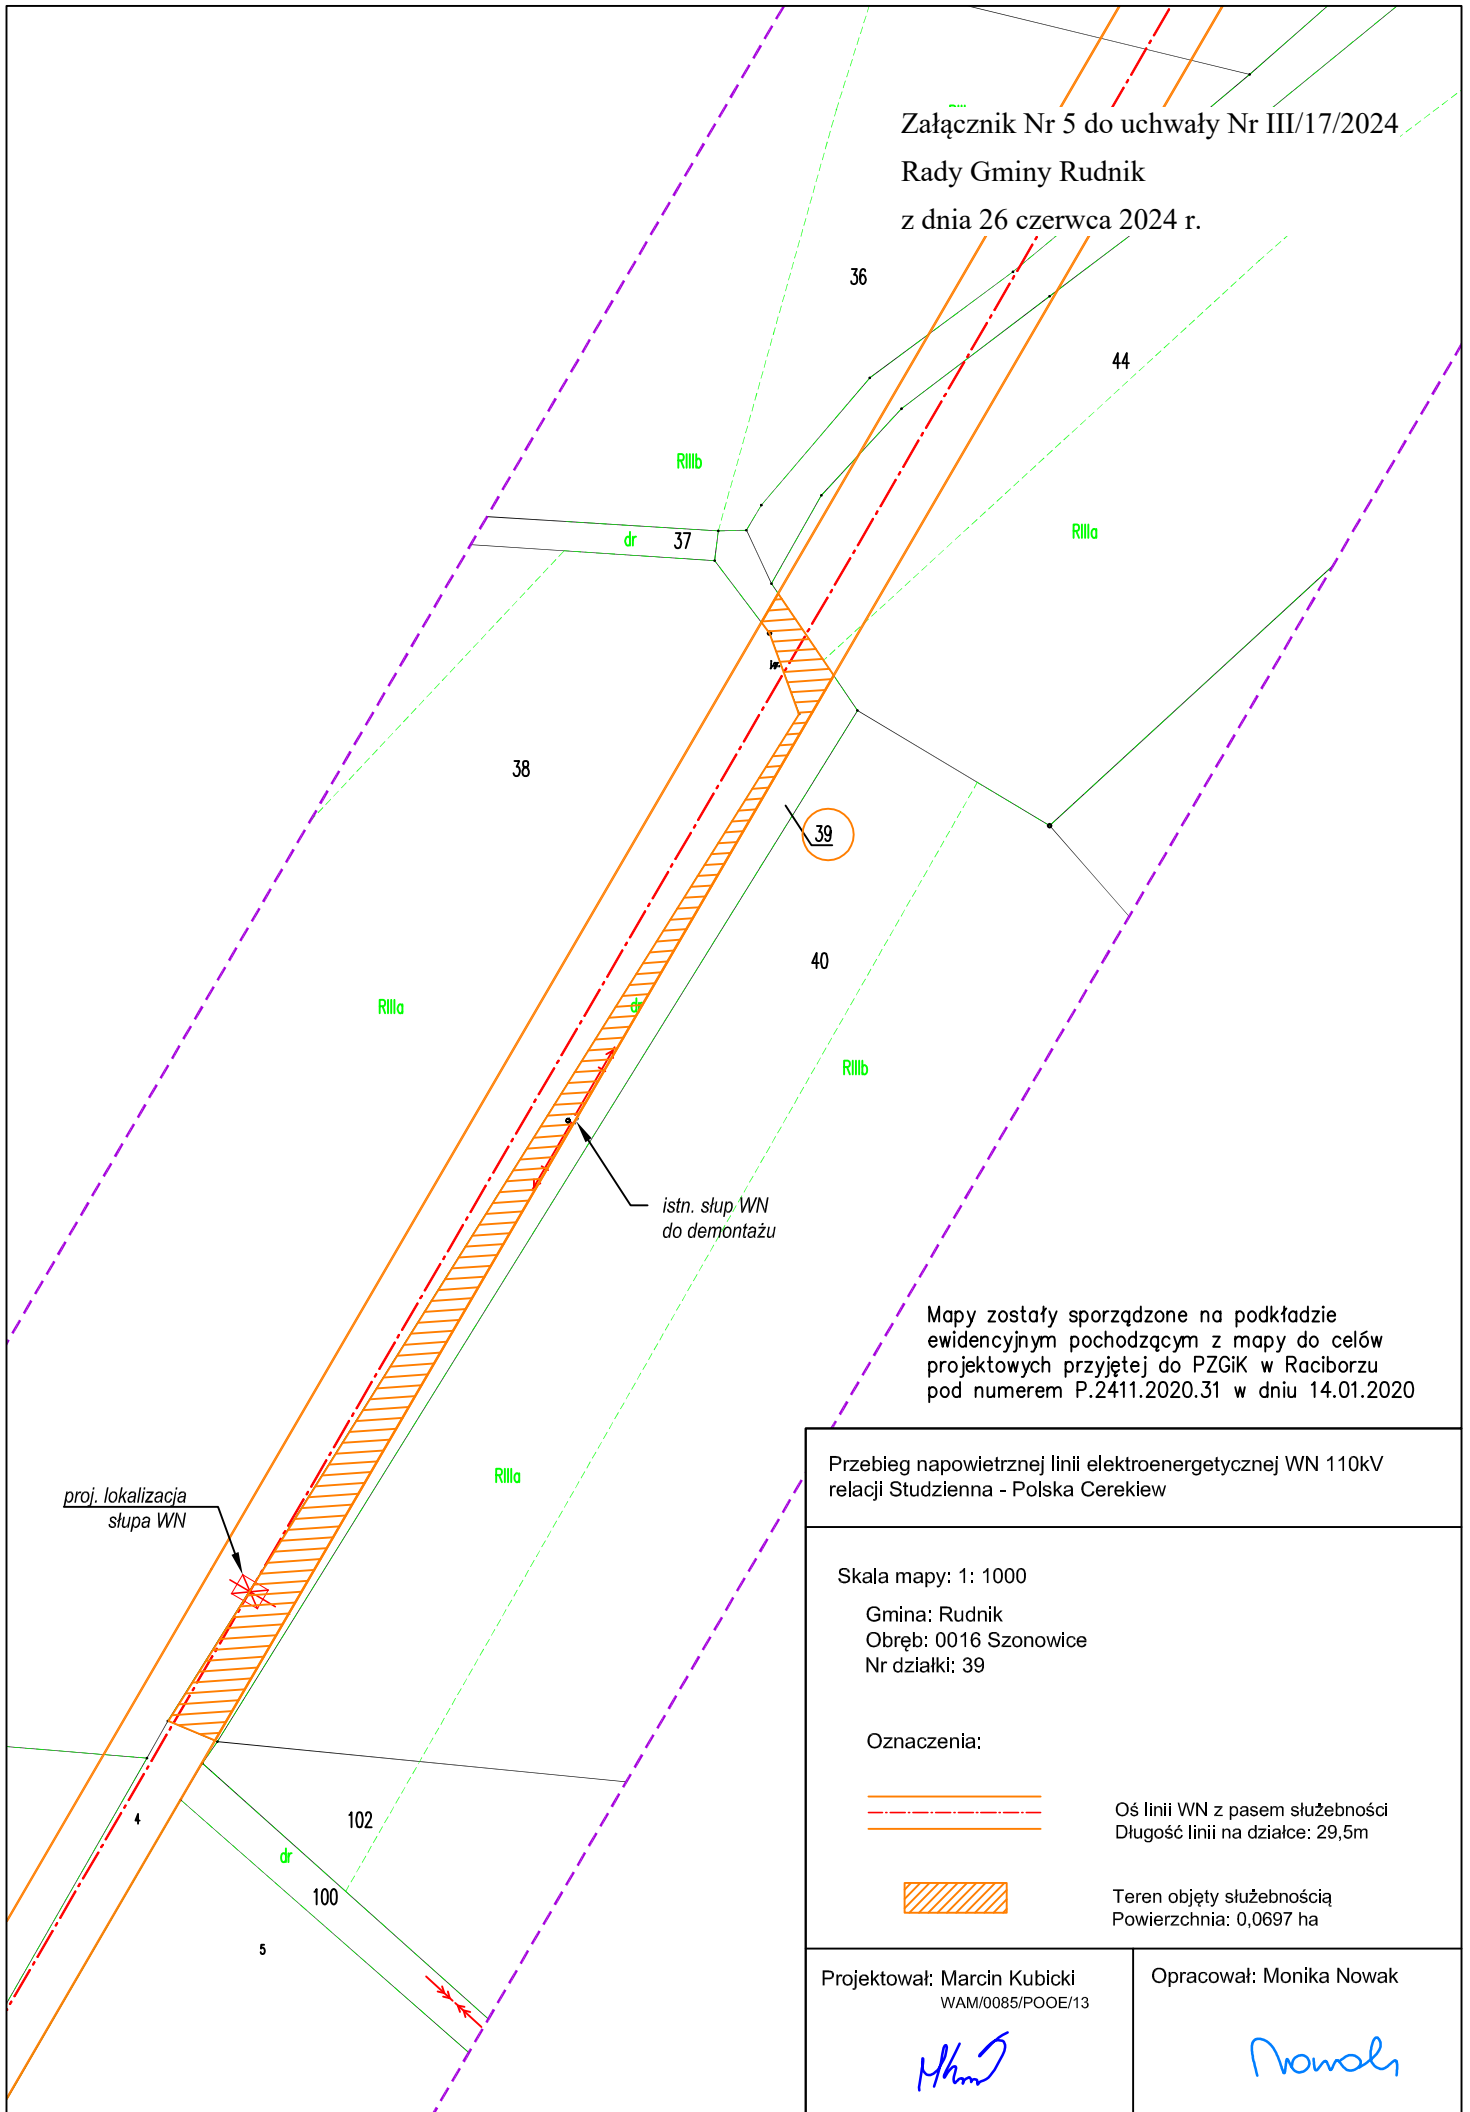 Załącznik Nr 5 do uchwały Nr III/17/2024
Rady Gminy Rudnik
z dnia 26 czerwca 2024 r.
36
44
RIIIb
dr
37
RIIIa
38
39
40
RIIIa
dr
RIIIb
istn. słup WN
do demontażu
Mapy zostały sporządzone na podkładzie
ewidencyjnym pochodzącym z mapy do celów
projektowych przyjętej do PZGiK w Raciborzu
pod numerem P.2411.2020.31 w dniu 14.01.2020
RIIIa
proj. lokalizacja
słupa WN
Przebieg napowietrznej linii elektroenergetycznej WN 110kV
relacji Studzienna - Polska Cerekiew
Skala mapy: 1: 1000
Gmina: Rudnik
Obręb: 0016 Szonowice
Nr działki: 39
Oznaczenia:
Oś linii WN z pasem służebności
Długość linii na działce: 29,5m
Teren objęty służebnością
Powierzchnia: 0,0697 ha
4
102
dr
100
5
Projektował: Marcin Kubicki
WAM/0085/POOE/13
Opracował: Monika Nowak
Nowak